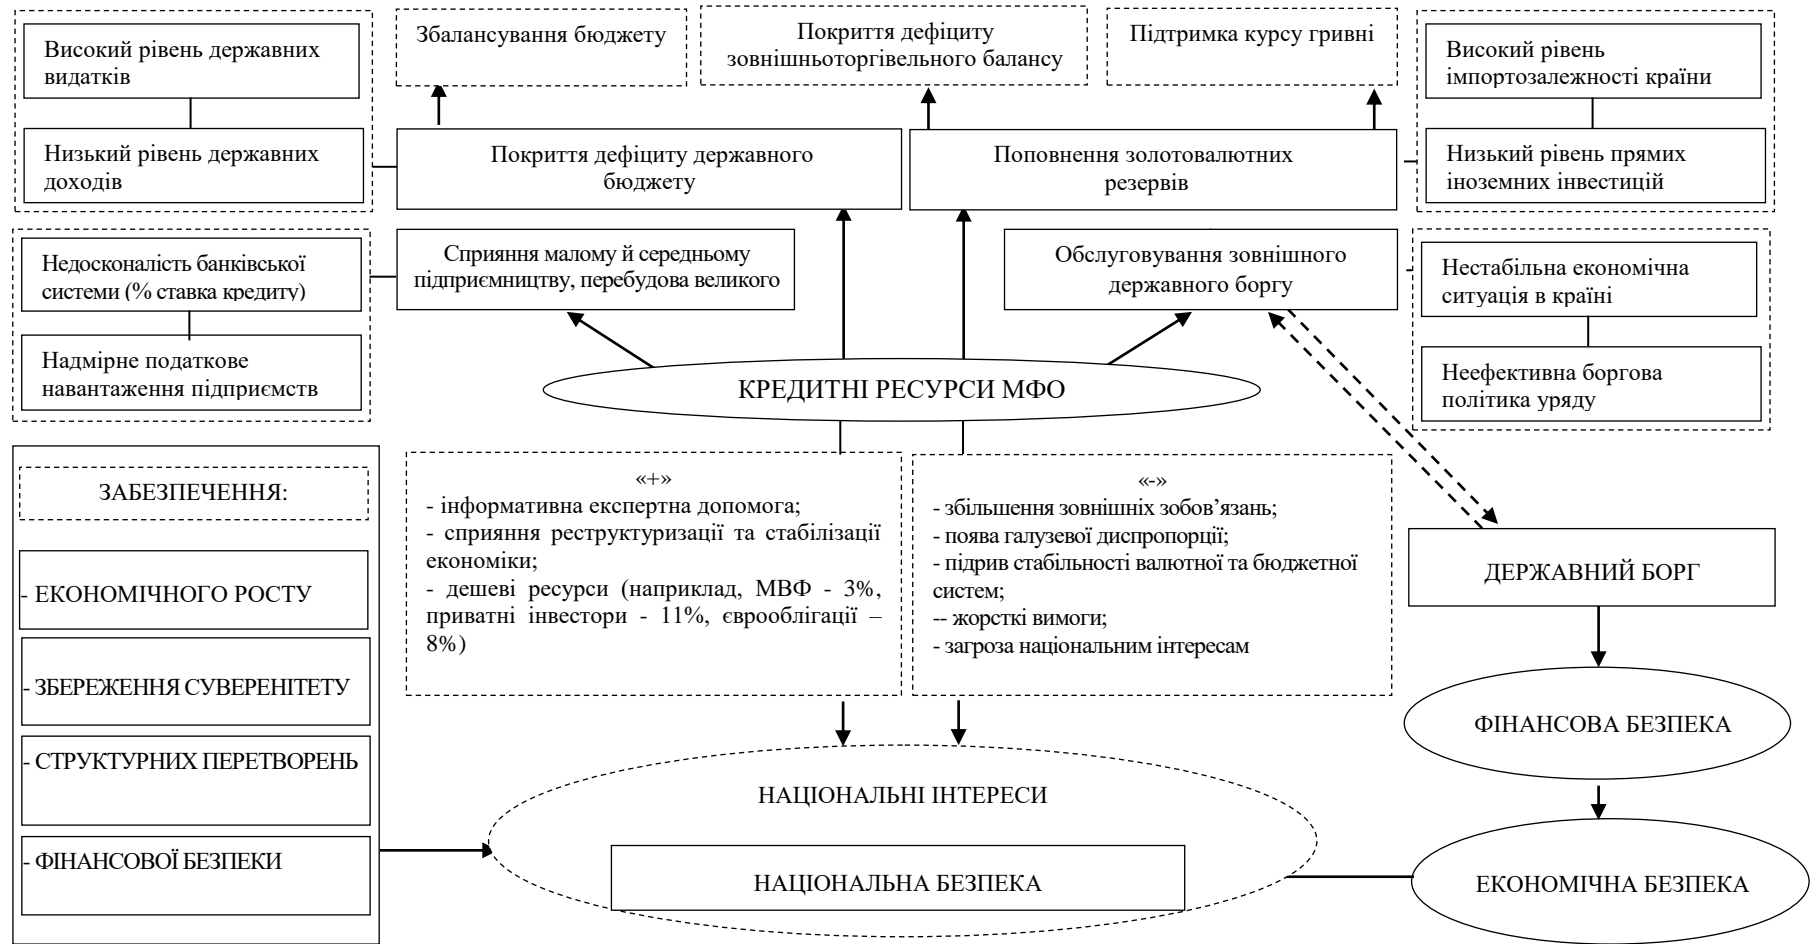 Високий рівень державних
видатків
Низький рівень державних
доходів
Збалансування бюджету
Покриття дефіциту
зовнішньоторгівельного балансу
Підтримка курсу гривні
Високий рівень
імпортозалежності країни
Низький рівень прямих
іноземних інвестицій
Покриття дефіциту державного
бюджету
Поповнення золотовалютних
резервів
Недосконалість банківської
системи (% ставка кредиту)
Надмірне податкове
навантаження підприємств
Сприяння малому й середньому
підприємництву, перебудова великого
Обслуговування зовнішного
державного боргу
Нестабільна економічна
ситуація в країні
Неефективна боргова
політика уряду
КРЕДИТНІ РЕСУРСИ МФО
ЗАБЕЗПЕЧЕННЯ:
- ЕКОНОМІЧНОГО РОСТУ
- ЗБЕРЕЖЕННЯ СУВЕРЕНІТЕТУ
- СТРУКТУРНИХ ПЕРЕТВОРЕНЬ
- ФІНАНСОВОЇ БЕЗПЕКИ
«+»
- інформативна експертна допомога;
- сприяння реструктуризації та стабілізації
економіки;
- дешеві ресурси (наприклад, МВФ - 3%,
приватні інвестори - 11%, єврооблігації –
8%)
«-»
- збільшення зовнішніх зобов’язань;
- поява галузевої диспропорції;
- підрив стабільності валютної та бюджетної
систем;
-- жорсткі вимоги;
- загроза національним інтересам
ДЕРЖАВНИЙ БОРГ
ФІНАНСОВА БЕЗПЕКА
ЕКОНОМІЧНА БЕЗПЕКА
НАЦІОНАЛЬНІ ІНТЕРЕСИ
НАЦІОНАЛЬНА БЕЗПЕКА